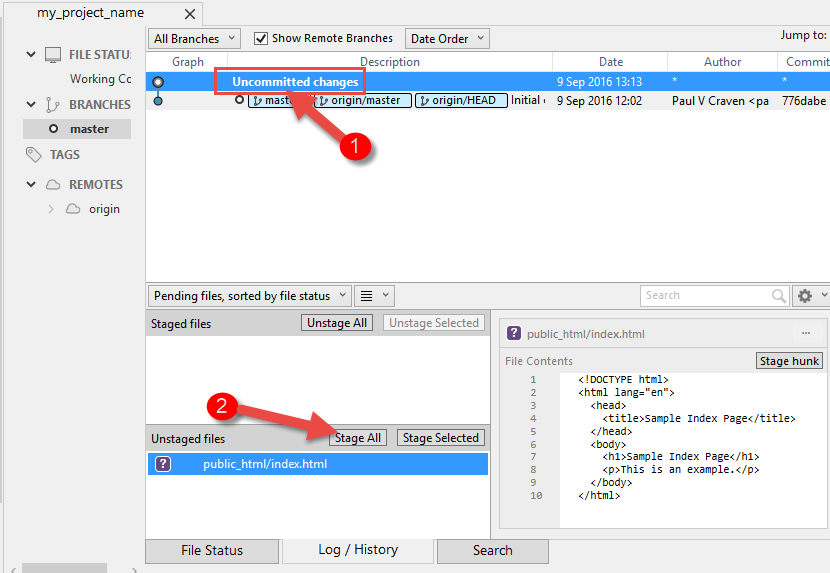 my_project_name
All Branches Show Remote Branches Date Order Jump to:
FILE STATU
Working Co
BRANCHES
master
TAGS
REMOTES
origin
Graph Description Date Author Commit
Uncommitted changes 9 Sep 2016 13:13 * *
origin/master origin/HEAD Initial 9 Sep 2016 12:02 Paul V Craven <pa 776dabe
1
Pending files, sorted by file status Search
Staged files Unstage All Unstage Selected
2
Unstaged files Stage All Stage Selected
? public_html/index.html
? public_html/index.html ...
File Contents Stage hunk
1 <!DOCTYPE html>
2 <html lang="en">
3 <head>
4 <title>Sample Index Page</title>
5 </head>
6 <body>
7 <h1>Sample Index Page</h1>
8 <p>This is an example.</p>
9 </body>
10 </html>
File Status Log / History Search